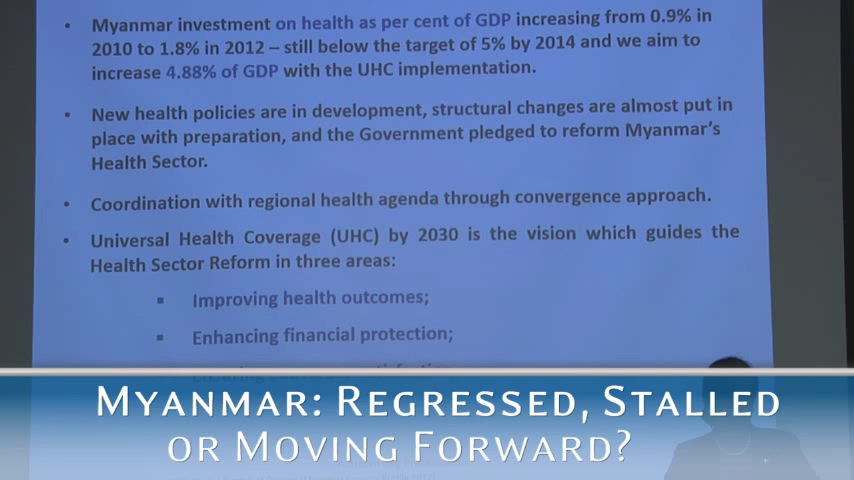 • Myanmar investment on health as per cent of GDP increasing from 0.9% in
2010 to 1.8% in 2012 – still below the target of 5% by 2014 and we aim to
increase 4.88% of GDP with the UHC implementation.
• New health policies are in development, structural changes are almost put in
place with preparation, and the Government pledged to reform Myanmar's
Health Sector.
• Coordination with regional health agenda through convergence approach.
• Universal Health Coverage (UHC) by 2030 is the vision which guides the
Health Sector Reform in three areas:
▪ Improving health outcomes;
▪ Enhancing financial protection;
MYANMAR: REGRESSED, STALLED
OR MOVING FORWARD?